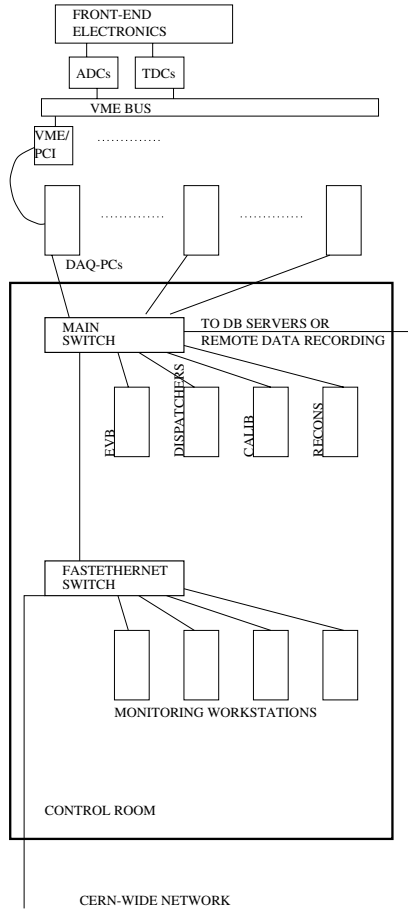 FRONT-END
ELECTRONICS
ADCs
TDCs
VME BUS
VME/
PCI
DAQ-PCs
MAIN
SWITCH
TO DB SERVERS OR
REMOTE DATA RECORDING
EVB
DISPATCHERS
CALIB
RECONS
FASTETHERNET
SWITCH
MONITORING WORKSTATIONS
CONTROL ROOM
CERN-WIDE NETWORK